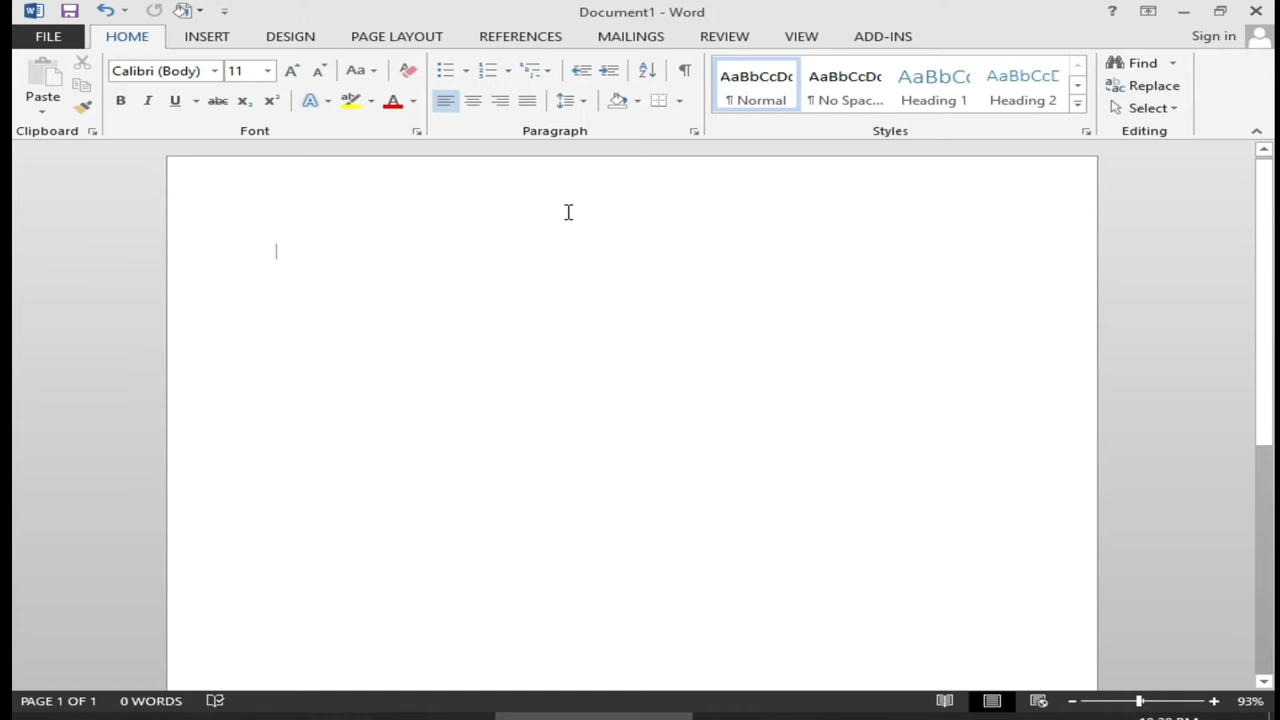 Document1 - Word
?
FILE HOME INSERT DESIGN PAGE LAYOUT REFERENCES MAILINGS REVIEW VIEW ADD-INS Sign in
Calibri (Body) 11 Aa AaBbCcDc AaBbCcDc AaBbCc AaBbCcD Find
Paste B I U abc X₂ X² A aby A ¶ Normal ¶ No Spac... Heading 1 Heading 2 Replace
Select
Clipboard Font Paragraph Styles Editing
PAGE 1 OF 1 0 WORDS 93%